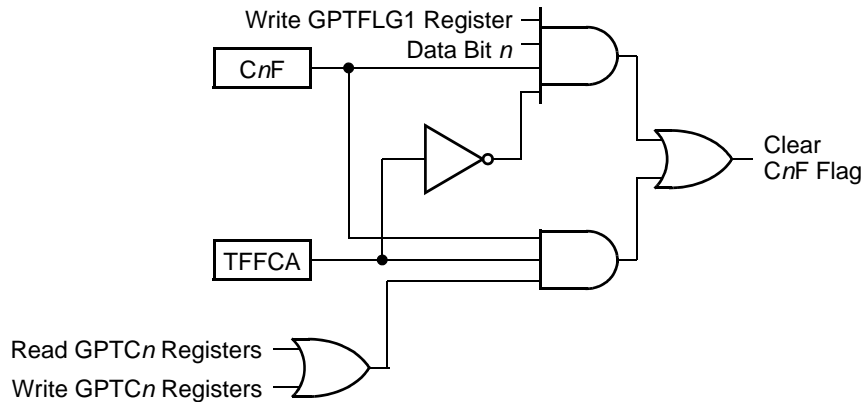 Write GPTFLG1 Register
Data Bit n
CnF
Clear
CnF Flag
TFFCA
Read GPTCn Registers
Write GPTCn Registers